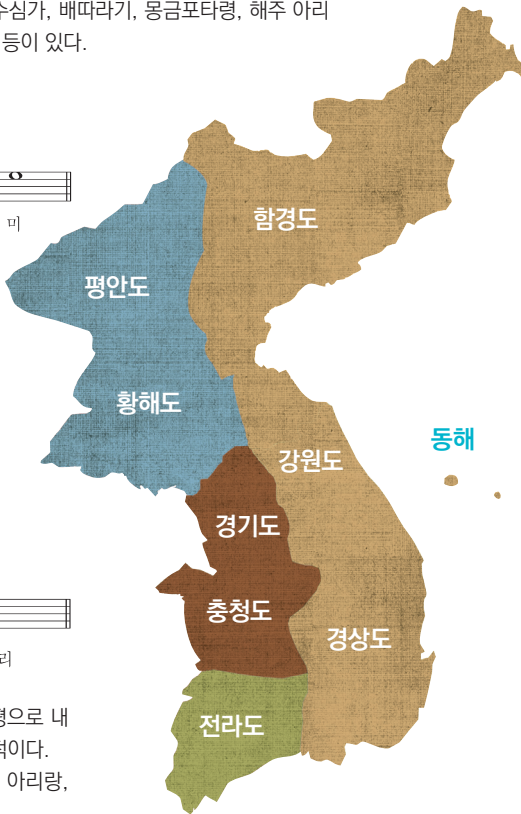 수심가, 배따라기, 몽금포타령, 해주 아리
등이 있다.
미
함경도
평안도
황해도
동해
강원도
경기도
충청도
경상도
리
전라도
으로 내
이다.
아리랑,